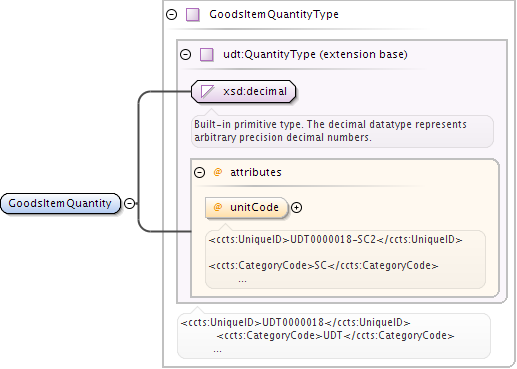 GoodsItemQuantityType
udt:QuantityType (extension base)
xsd:decimal
Built-in primitive type. The decimal datatype represents
arbitrary precision decimal numbers.
@ attributes
GoodsItemQuantity
@ unitCode
<ccts:UniqueID>UDT0000018-SC2</ccts:UniqueID>
<ccts:CategoryCode>SC</ccts:CategoryCode>
...
<ccts:UniqueID>UDT0000018</ccts:UniqueID>
<ccts:CategoryCode>UDT</ccts:CategoryCode>
...